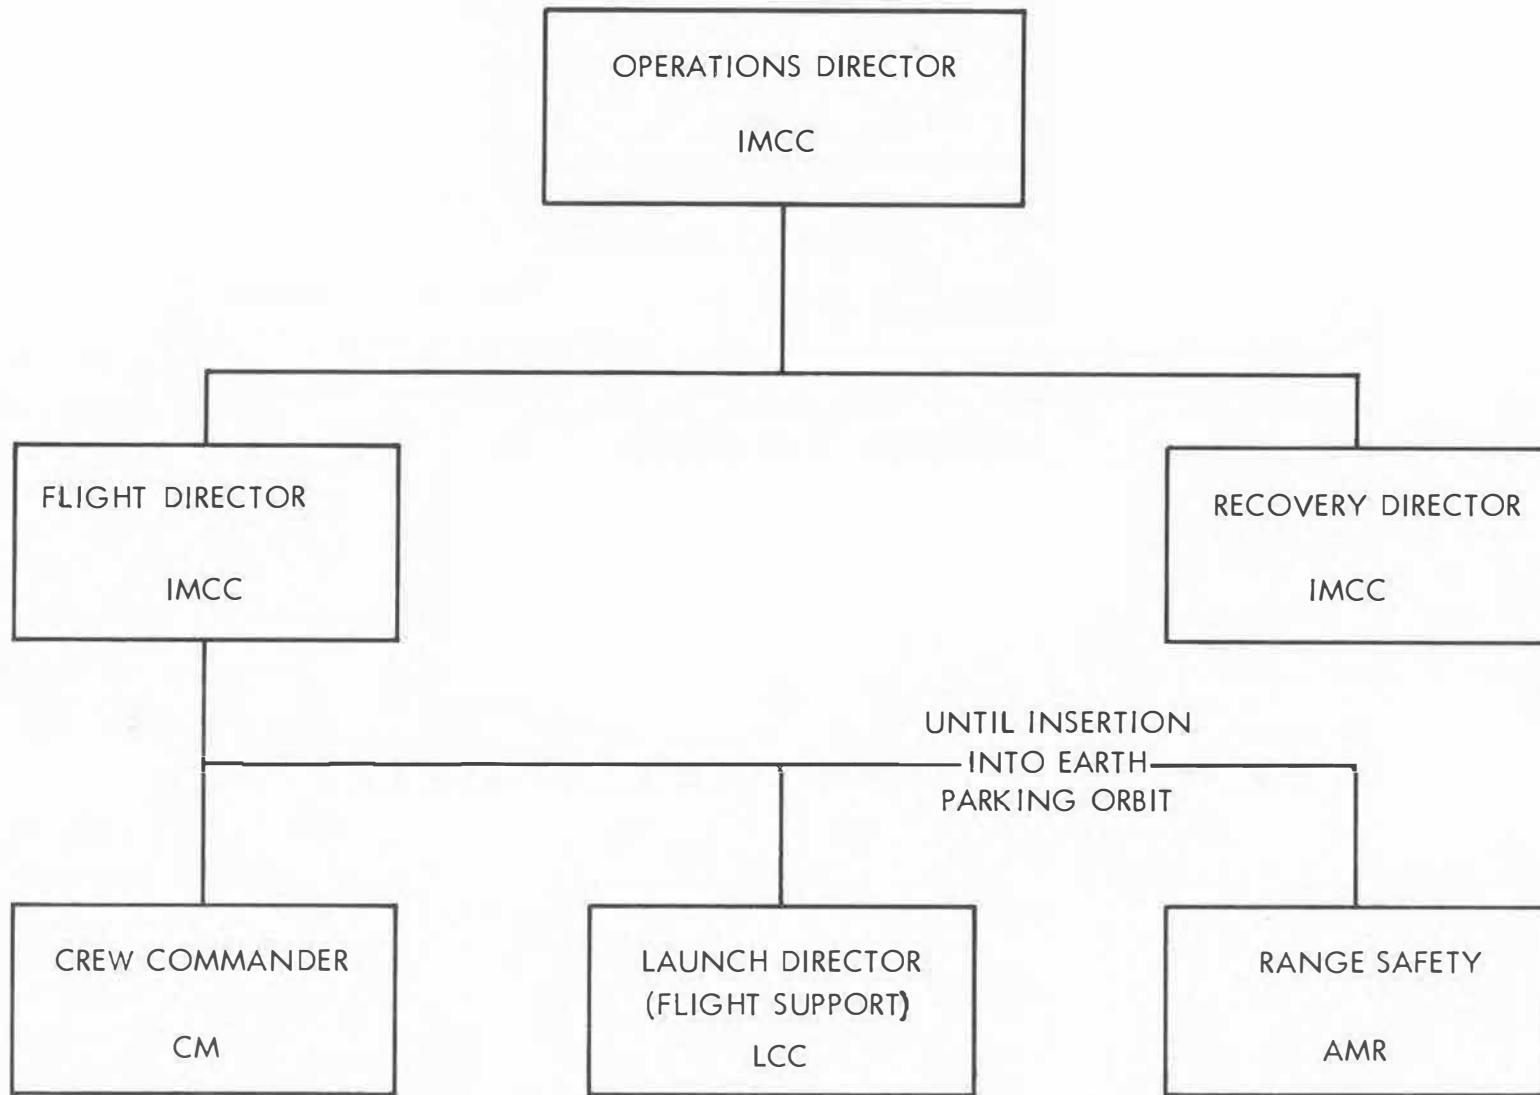 OPERATIONS DIRECTOR
IMCC
FLIGHT DIRECTOR
IMCC
RECOVERY DIRECTOR
IMCC
UNTIL INSERTION
INTO EARTH
PARKING ORBIT
CREW COMMANDER
CM
LAUNCH DIRECTOR
(FLIGHT SUPPORT)
LCC
RANGE SAFETY
AMR